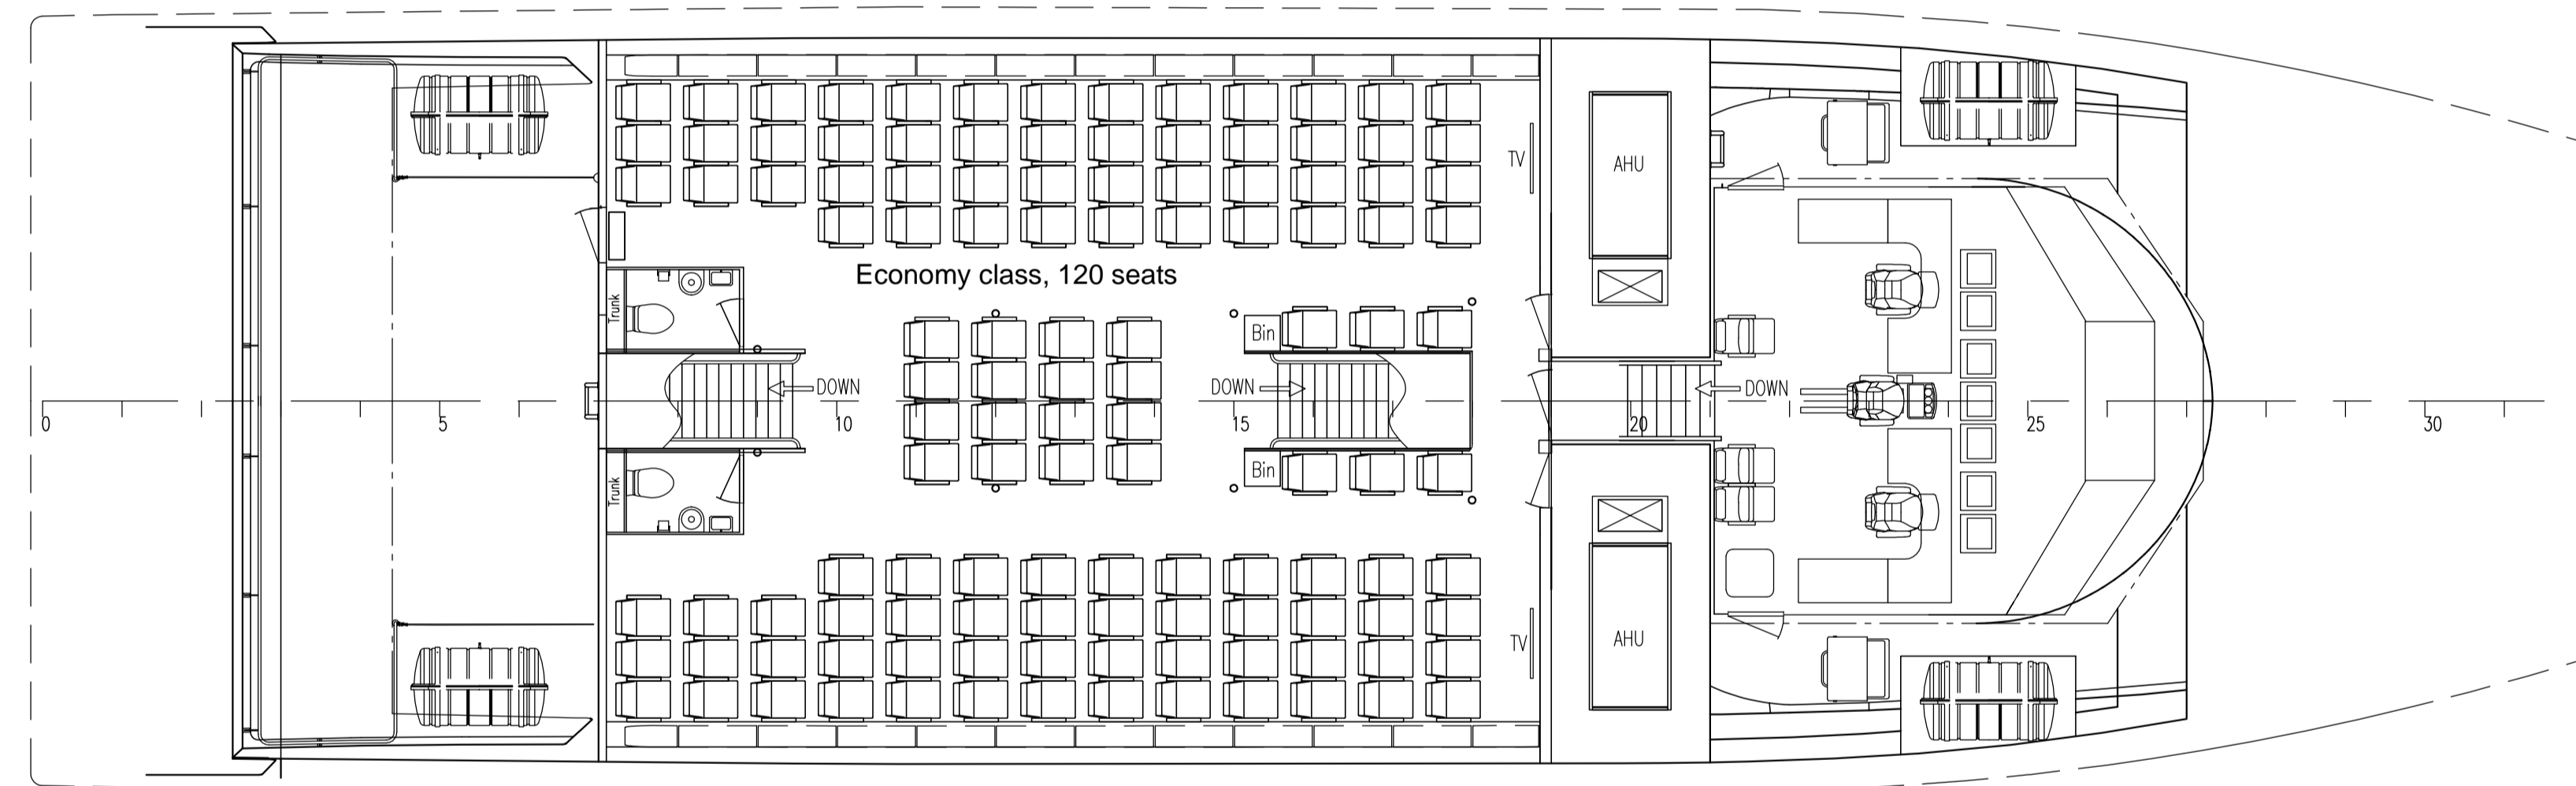 TV
AHU
Economy class, 120 seats
Trunk
Bin
DOWN
DOWN
DOWN
0
5
10
15
20
25
30
Bin
Trunk
TV
AHU